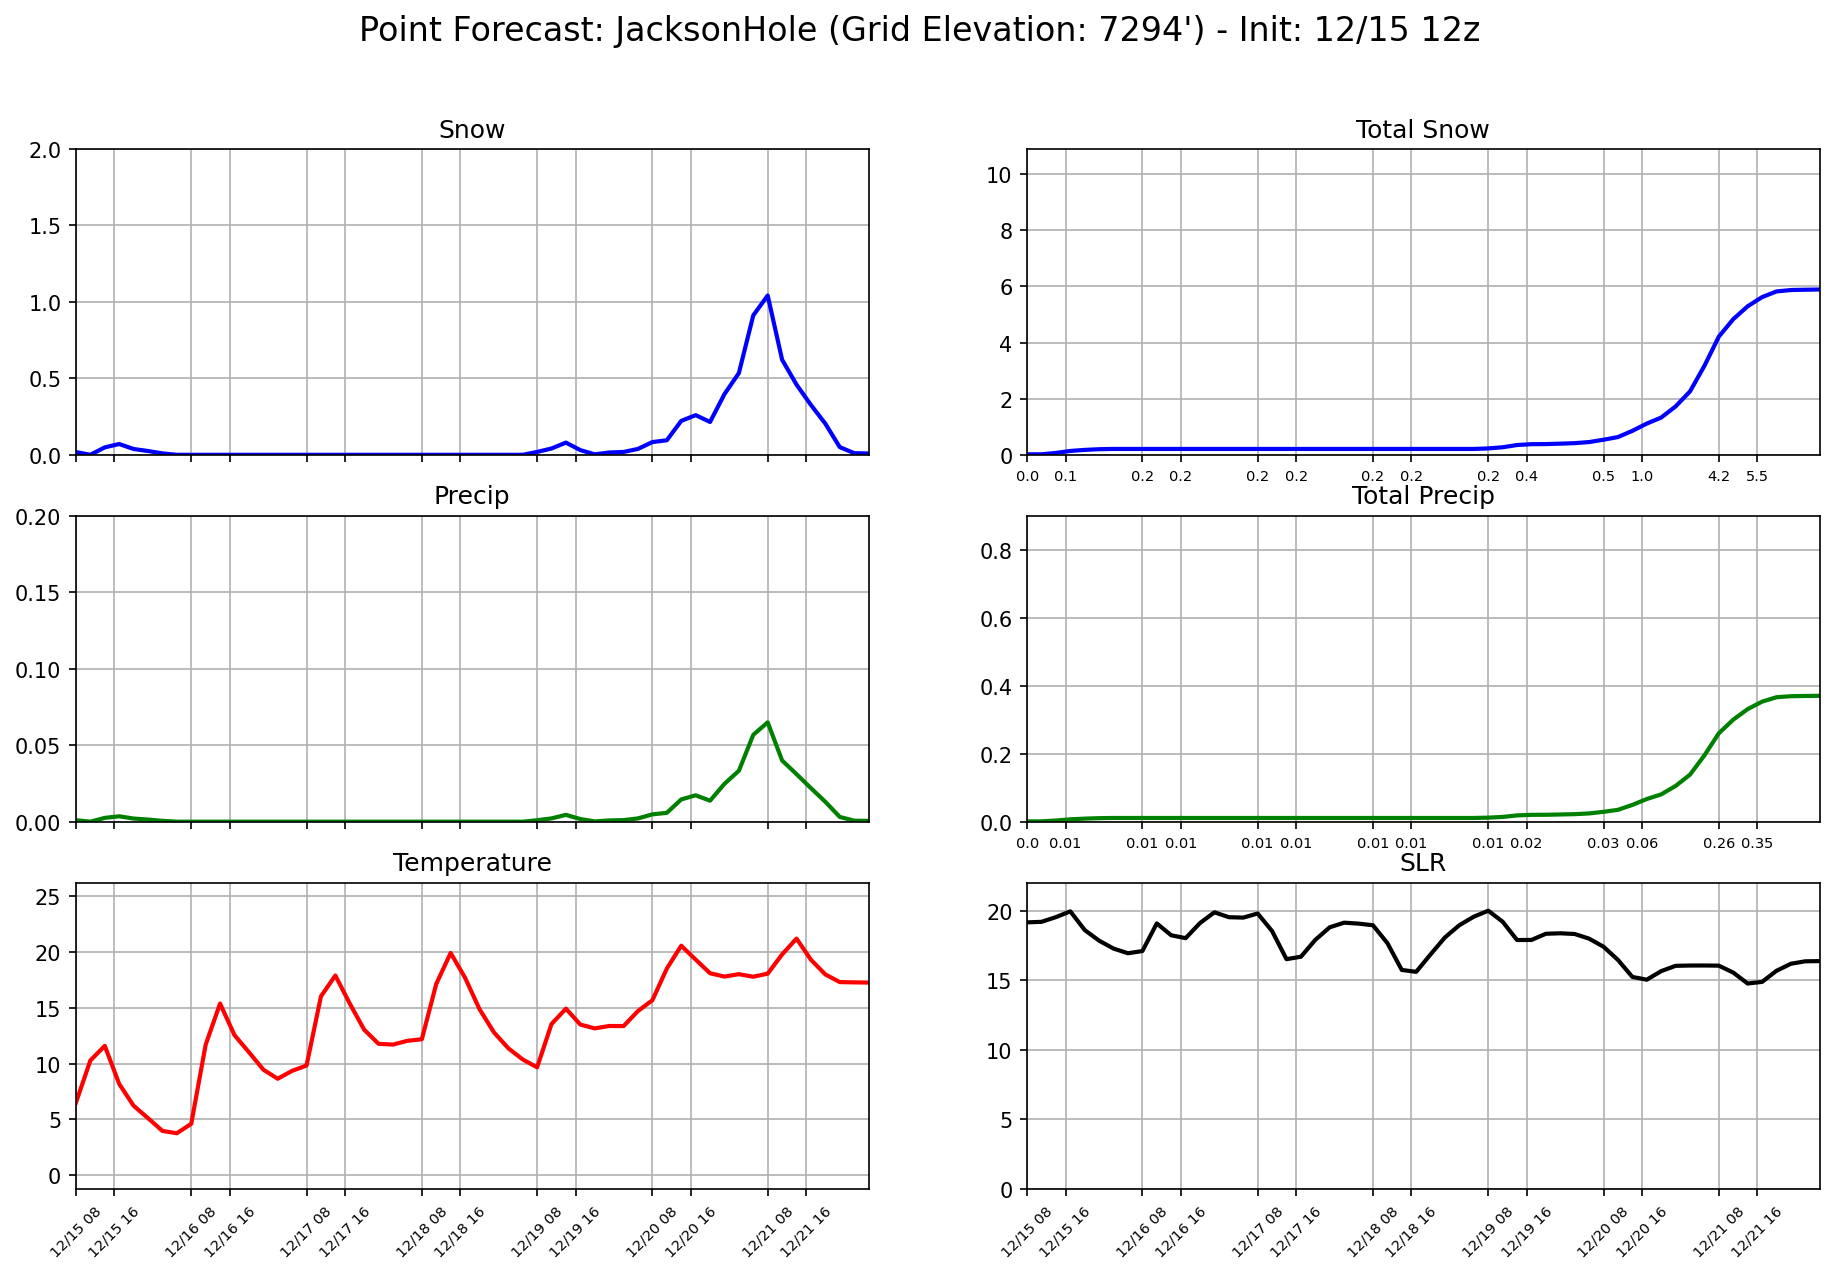 Point Forecast: JacksonHole (Grid Elevation: 7294') - Init: 12/15 12z
Snow
2.0
1.5
1.0
0.5
0.0
Total Snow
10
8
6
4
2
0
0.0 0.1 0.2 0.2 0.2 0.2 0.2 0.2 0.2 0.4 0.5 1.0 4.2 5.5
Precip
0.20
0.15
0.10
0.05
0.00
Total Precip
0.8
0.6
0.4
0.2
0.0
0.0 0.01 0.01 0.01 0.01 0.01 0.01 0.01 0.01 0.02 0.03 0.06 0.26 0.35
Temperature
25
20
15
10
5
0
12/15 08 12/15 16 12/16 08 12/16 16 12/17 08 12/17 16 12/18 08 12/18 16 12/19 08 12/19 16 12/20 08 12/20 16 12/21 08 12/21 16
SLR
20
15
10
5
0
12/15 08 12/15 16 12/16 08 12/16 16 12/17 08 12/17 16 12/18 08 12/18 16 12/19 08 12/19 16 12/20 08 12/20 16 12/21 08 12/21 16